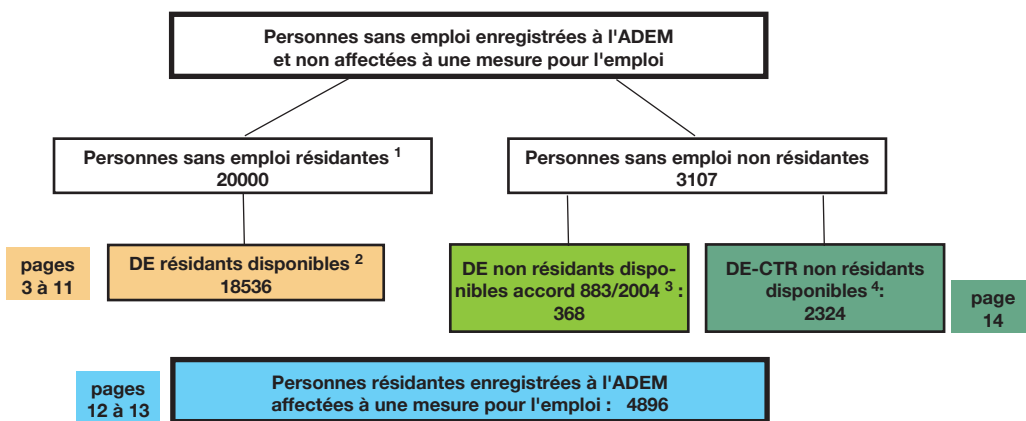 Personnes sans emploi enregistrées à l'ADEM
et non affectées à une mesure pour l'emploi
Personnes sans emploi résidantes ¹
20000
Personnes sans emploi non résidantes
3107
pages
3 à 11
DE résidants disponibles ²
18536
DE non résidants dispo-
nibles accord 883/2004 ³ :
368
DE-CTR non résidants
disponibles ⁴:
2324
page
14
pages
12 à 13
Personnes résidantes enregistrées à l'ADEM
affectées à une mesure pour l'emploi : 4896